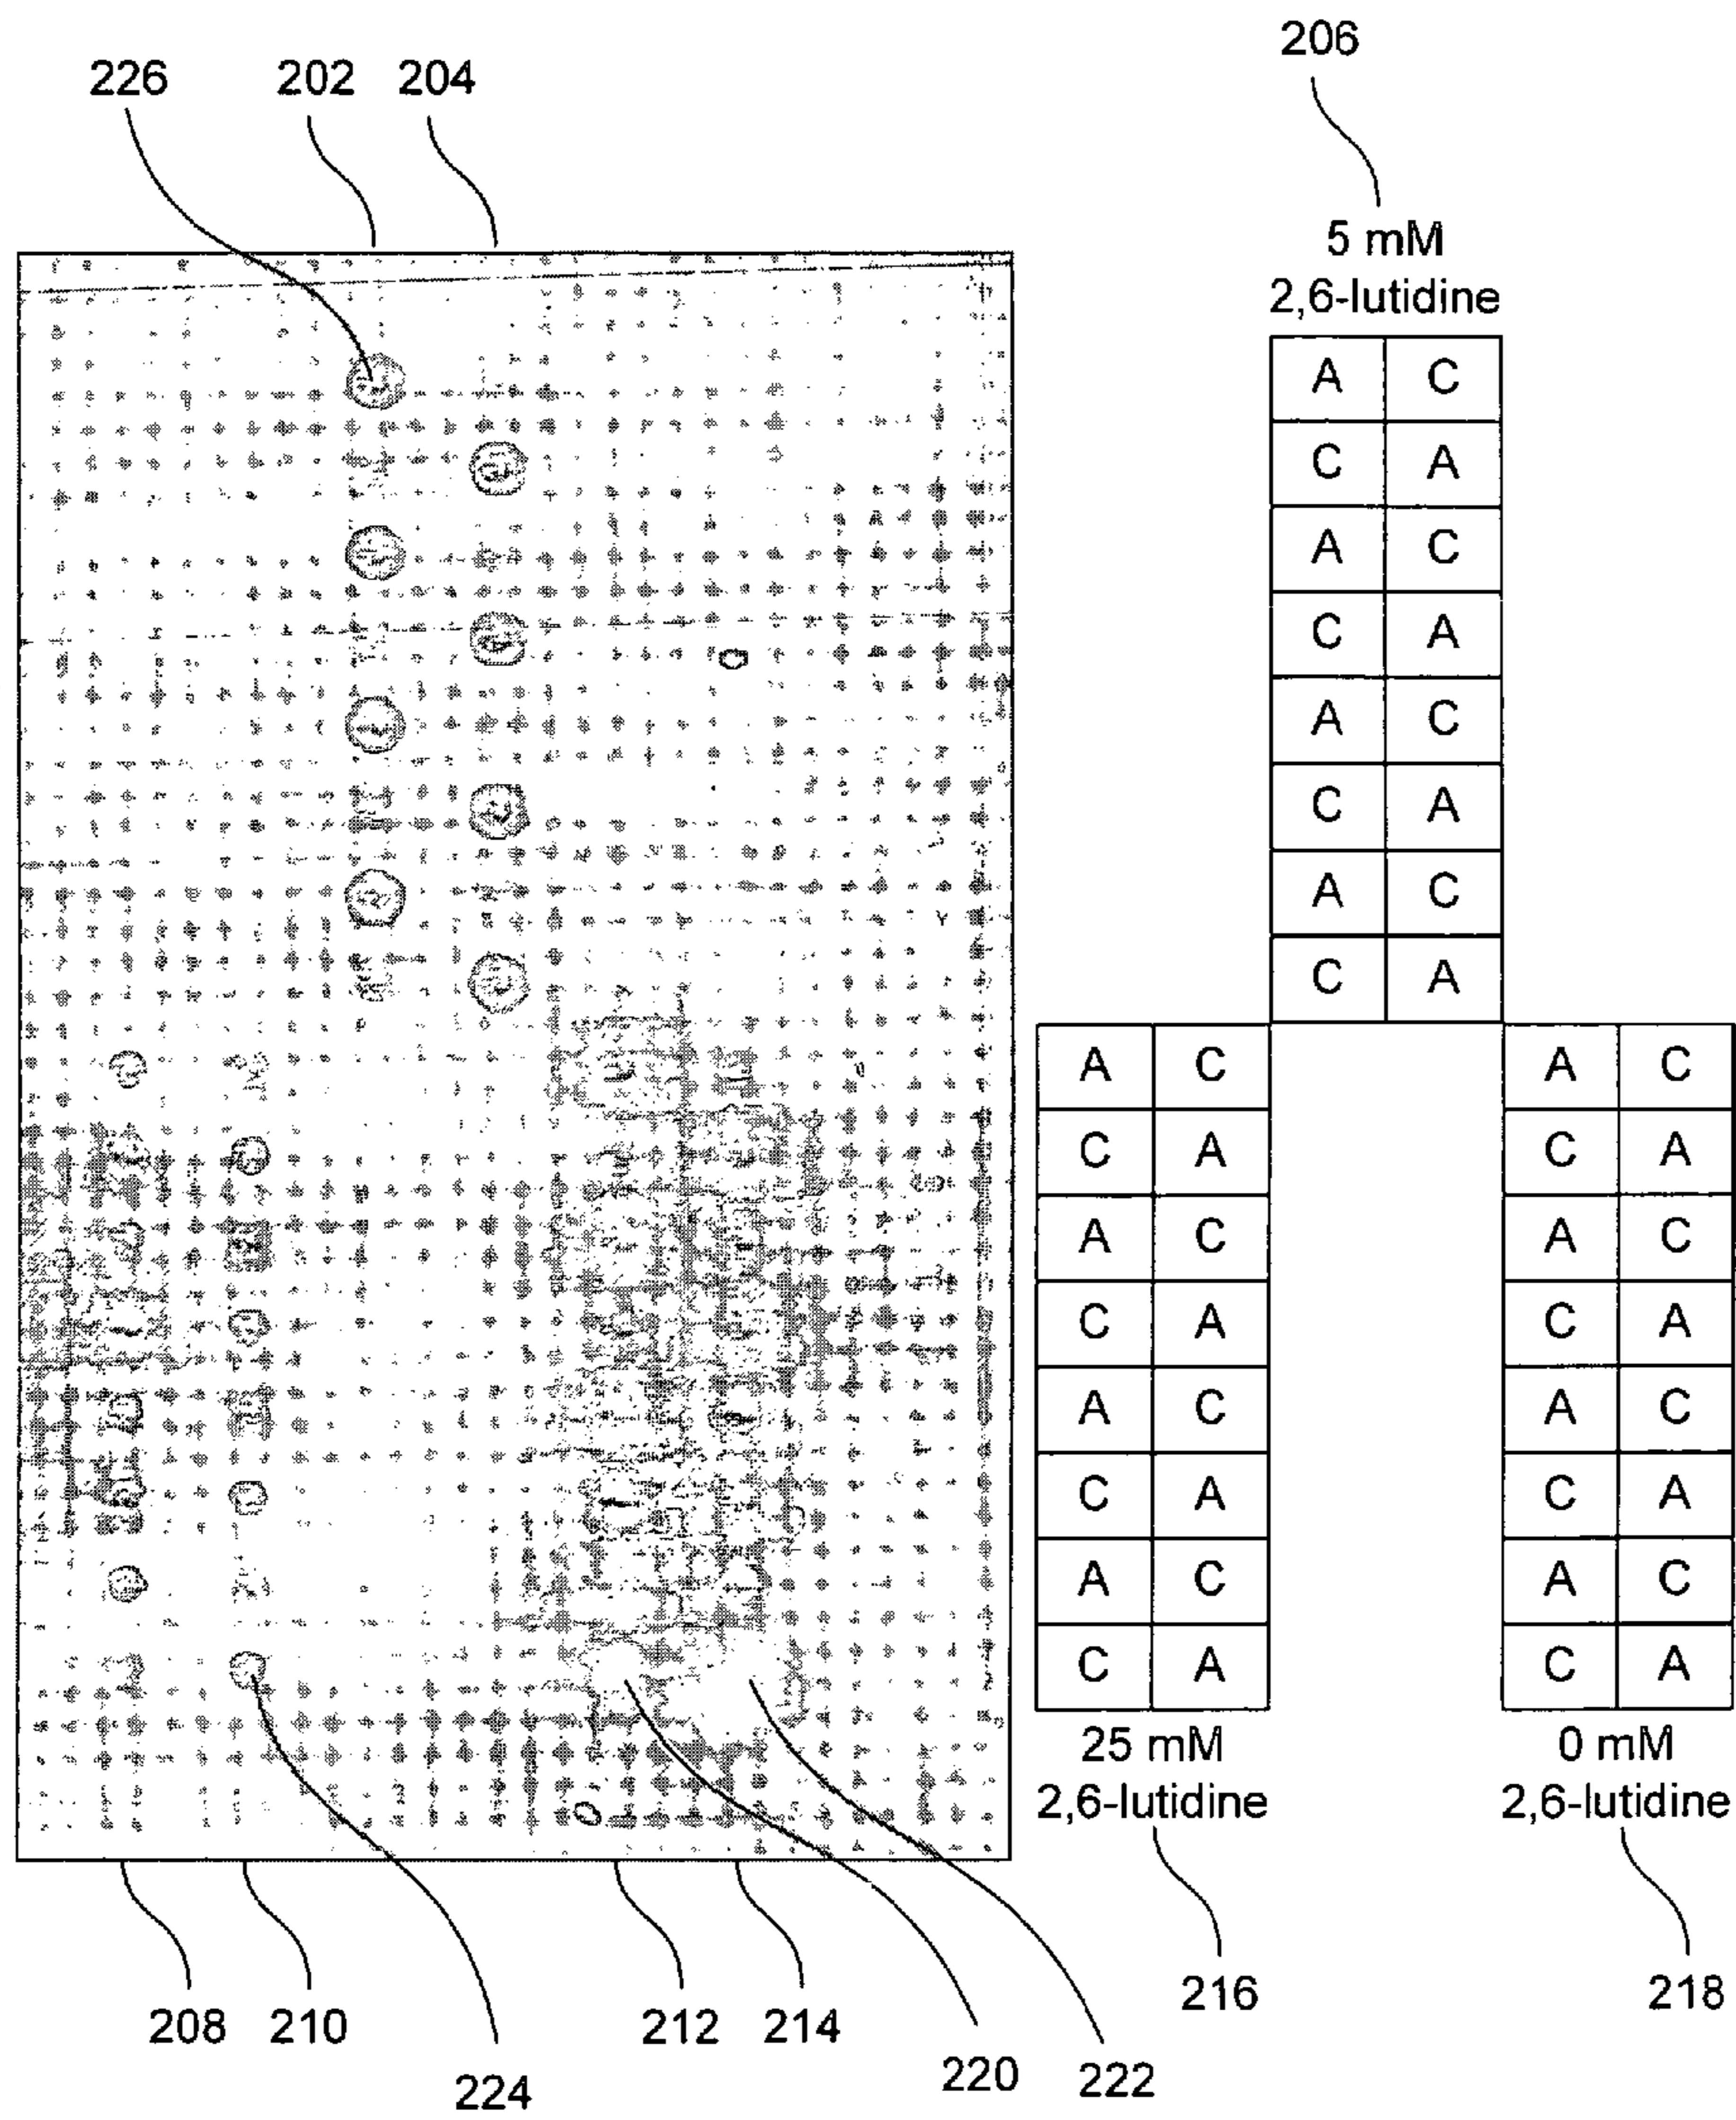 206
226 202 204
5 mM
2,6-lutidine
A C
C A
A C
C A
A C
C A
A C
C A
A C A C
C A C A
A C A C
C A C A
A C A C
C A C A
A C A C
C A C A
25 mM 0 mM
2,6-lutidine 2,6-lutidine
216 218
208 210 212 214
224 220 222